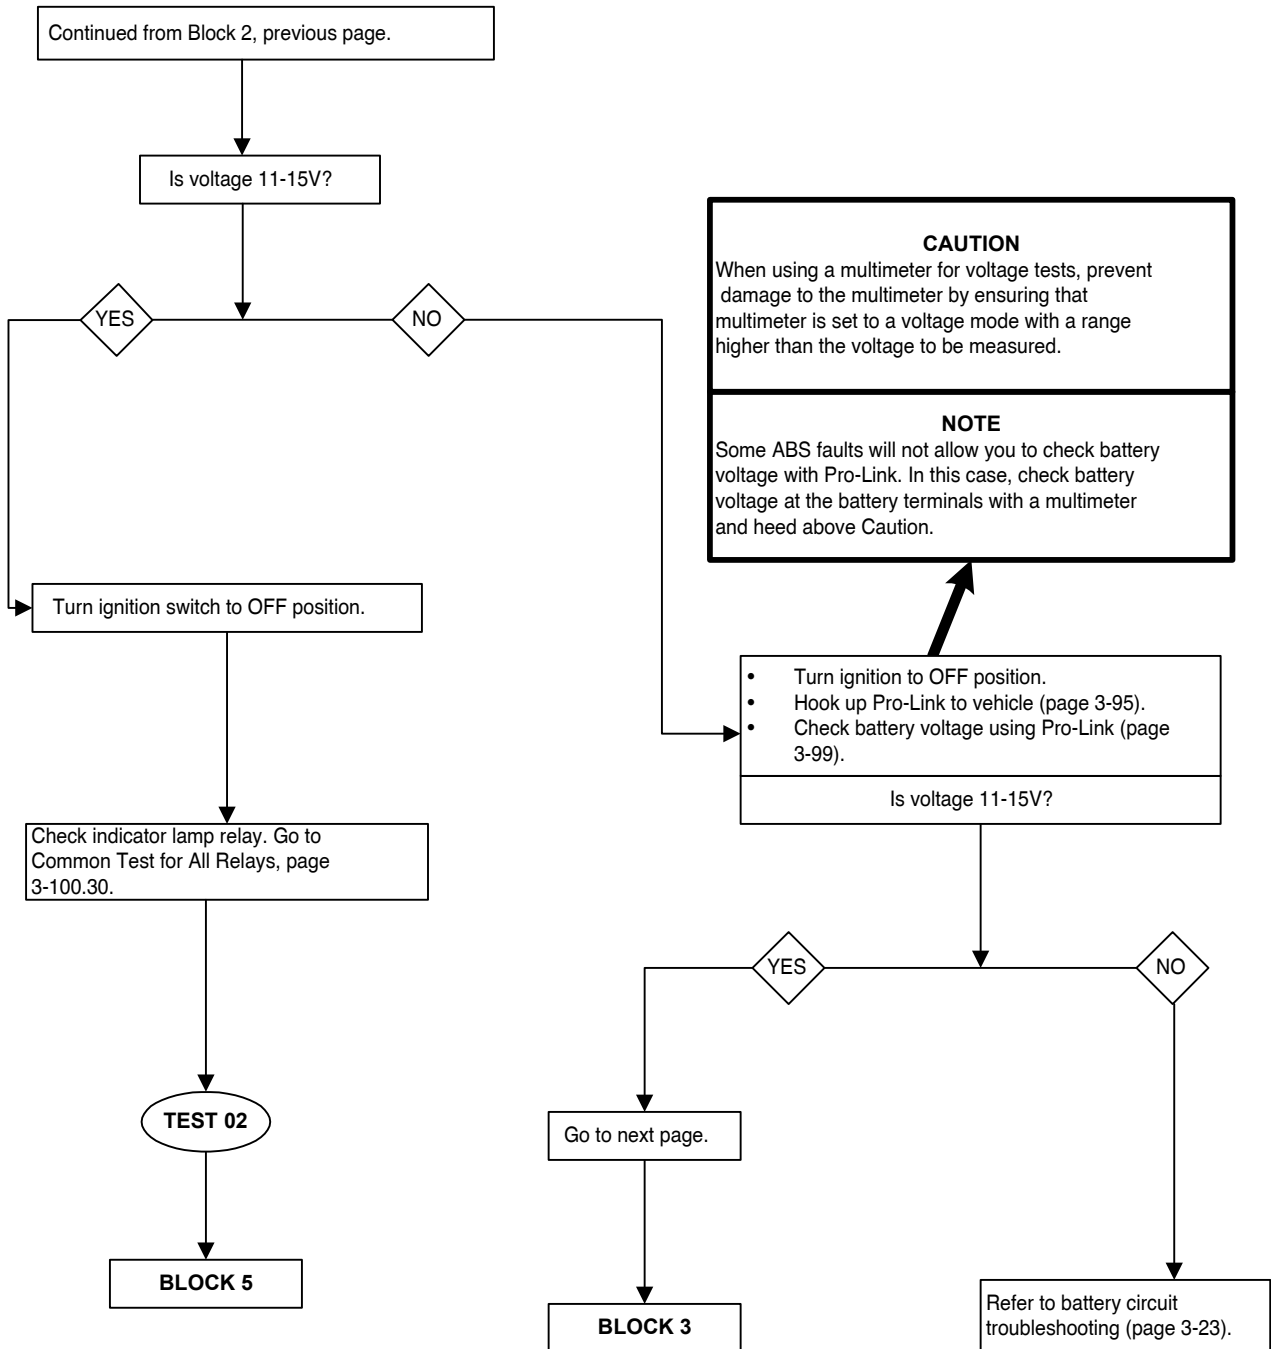 Continued from Block 2, previous page.
Is voltage 11-15V?
YES
NO
CAUTION
When using a multimeter for voltage tests, prevent
damage to the multimeter by ensuring that
multimeter is set to a voltage mode with a range
higher than the voltage to be measured.
NOTE
Some ABS faults will not allow you to check battery
voltage with Pro-Link. In this case, check battery
voltage at the battery terminals with a multimeter
and heed above Caution.
Turn ignition switch to OFF position.
• Turn ignition to OFF position.
• Hook up Pro-Link to vehicle (page 3-95).
• Check battery voltage using Pro-Link (page
3-99).
Is voltage 11-15V?
Check indicator lamp relay. Go to
Common Test for All Relays, page
3-100.30.
YES
NO
TEST 02
Go to next page.
BLOCK 5
BLOCK 3
Refer to battery circuit
troubleshooting (page 3-23).